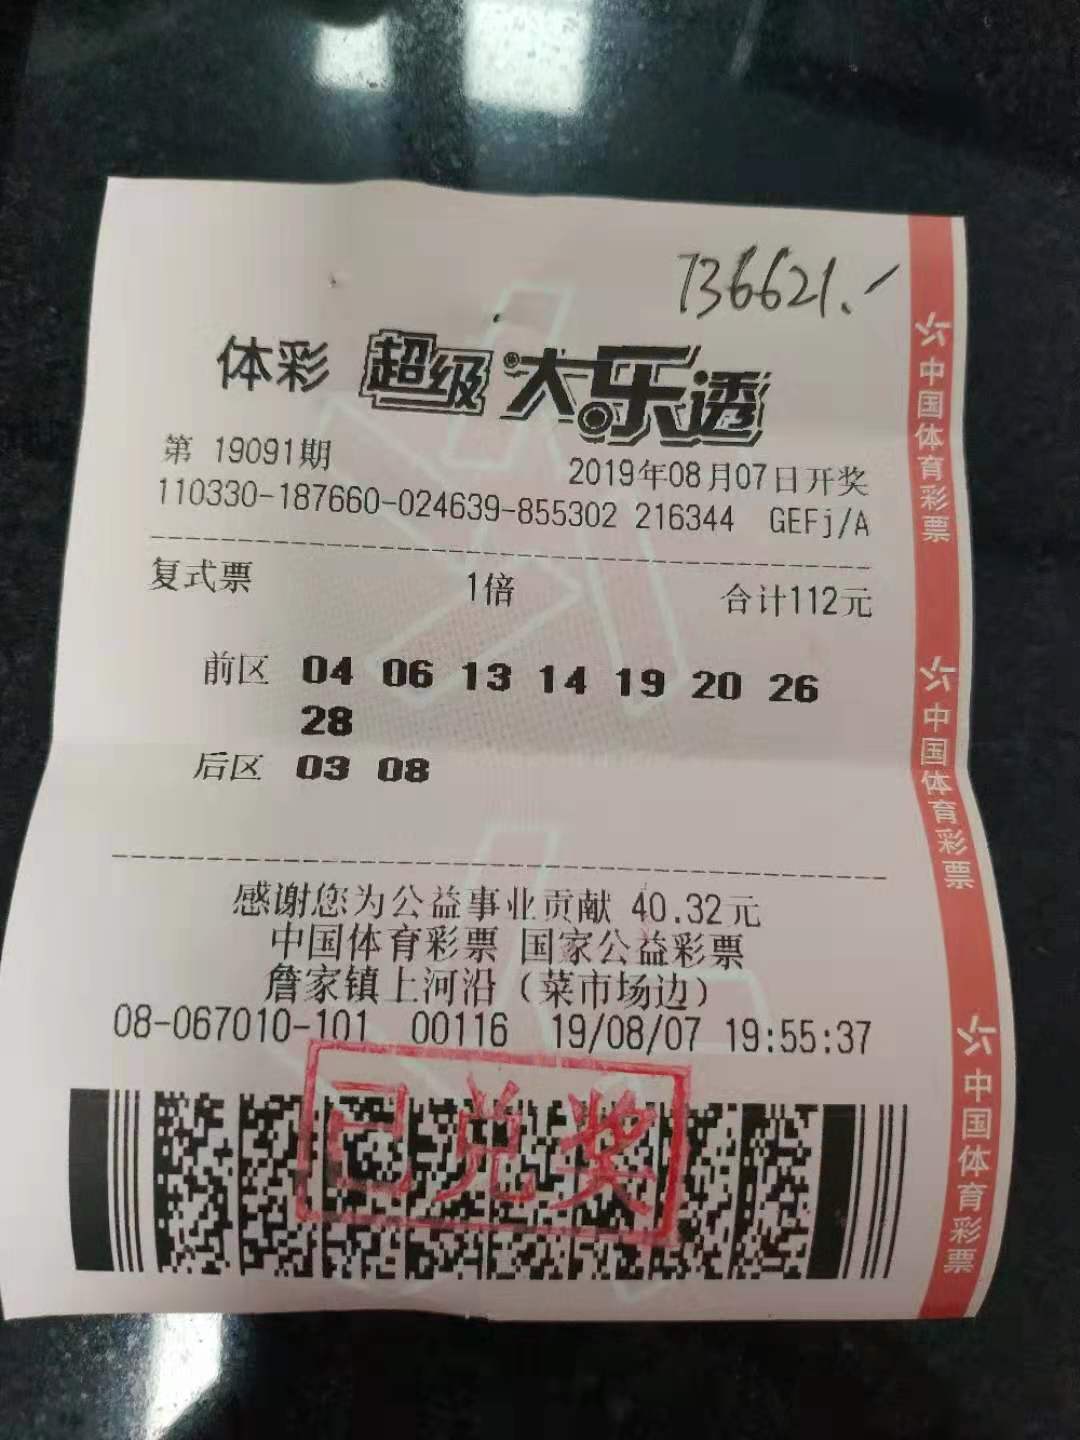 736621.-
体彩 超级大乐透
第 19091期 2019年08月07日开奖
110330-187660-024639-855302 216344 GEFj/A
复式票 1倍 合计112元
前区 04 06 13 14 19 20 26
28
后区 03 08
感谢您为公益事业贡献 40.32元
中国体育彩票 国家公益彩票
詹家镇上河沿（菜市场边）
08-067010-101 00116 19/08/07 19:55:37
已兑奖
中国体育彩票
中国体育彩票
中国体育彩票